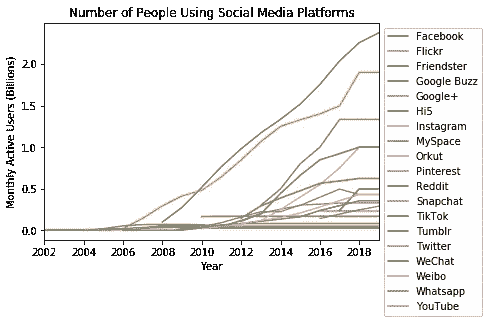 Number of People Using Social Media Platforms
Monthly Active Users (Billions)
2.0
1.5
1.0
0.5
0.0
2002 2004 2006 2008 2010 2012 2014 2016 2018
Year
Facebook
Flickr
Friendster
Google Buzz
Google+
Hi5
Instagram
MySpace
Orkut
Pinterest
Reddit
Snapchat
TikTok
Tumblr
Twitter
WeChat
Weibo
Whatsapp
YouTube